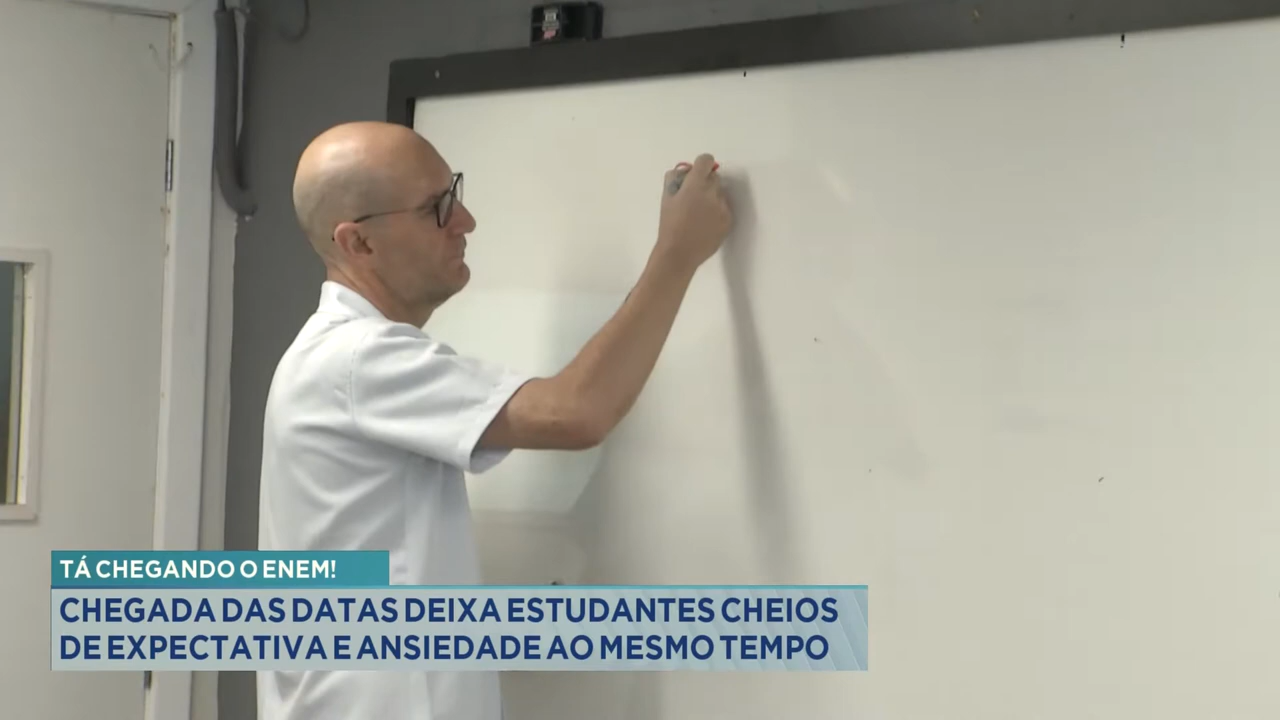 TÁ CHEGANDO O ENEM!
CHEGADA DAS DATAS DEIXA ESTUDANTES CHEIOS
DE EXPECTATIVA E ANSIEDADE AO MESMO TEMPO